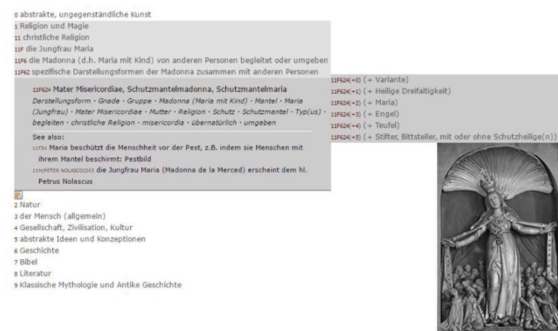 0 abstrakte, ungegenständliche Kunst
1 Religion und Magie
11 christliche Religion
11F die Jungfrau Maria
11F6 die Madonna (d.h. Maria mit Kind) von anderen Personen begleitet oder umgeben
11F62 spezifische Darstellungsformen der Madonna zusammen mit anderen Personen
11F624 Mater Misericordiae, Schutzmantelmadonna, Schutzmantelmaria
Darstellungsform · Gnade · Gruppe · Madonna (Maria mit Kind) · Mantel · Maria
(Jungfrau) · Mater Misericordiae · Mutter · Religion · Schutz · Schutzmantel · Typ(us) ·
begleiten · christliche Religion · misericordia · übernatürlich · umgeben
See also:
11F34 Maria beschützt die Menschheit vor der Pest, z.B. indem sie Menschen mit
ihrem Mantel beschirmt: Pestbild
die Jungfrau Maria (Madonna de la Merced) erscheint dem hl.
Petrus Nolascus
2 Natur
3 der Mensch (allgemein)
4 Gesellschaft, Zivilisation, Kultur
5 abstrakte Ideen und Konzeptionen
6 Geschichte
7 Bibel
8 Literatur
9 Klassische Mythologie und Antike Geschichte
11F624(+0) (+ Variante)
11F624(+1) (+ Heilige Dreifaltigkeit)
11F624(+2) (+ Maria)
11F624(+3) (+ Engel)
11F624(+4) (+ Teufel)
11F624(+5) (+ Stifter, Bittsteller, mit oder ohne Schutzheilige(n))